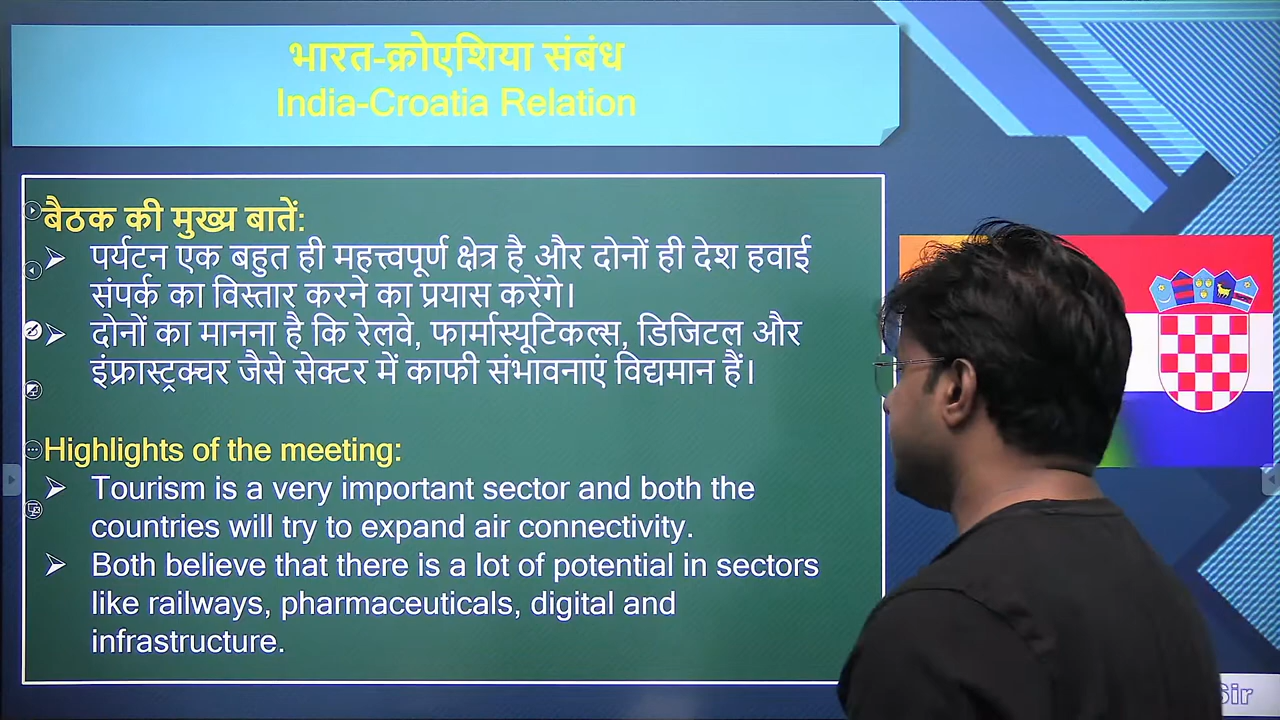 भारत-क्रोएशिया संबंध
India-Croatia Relation
बैठक की मुख्य बातें:
➢ पर्यटन एक बहुत ही महत्त्वपूर्ण क्षेत्र है और दोनों ही देश हवाई
संपर्क का विस्तार करने का प्रयास करेंगे।
➢ दोनों का मानना है कि रेलवे, फार्मास्यूटिकल्स, डिजिटल और
इंफ्रास्ट्रक्चर जैसे सेक्टर में काफी संभावनाएं विद्यमान हैं।
Highlights of the meeting:
➢ Tourism is a very important sector and both the
countries will try to expand air connectivity.
➢ Both believe that there is a lot of potential in sectors
like railways, pharmaceuticals, digital and
infrastructure.
Sir